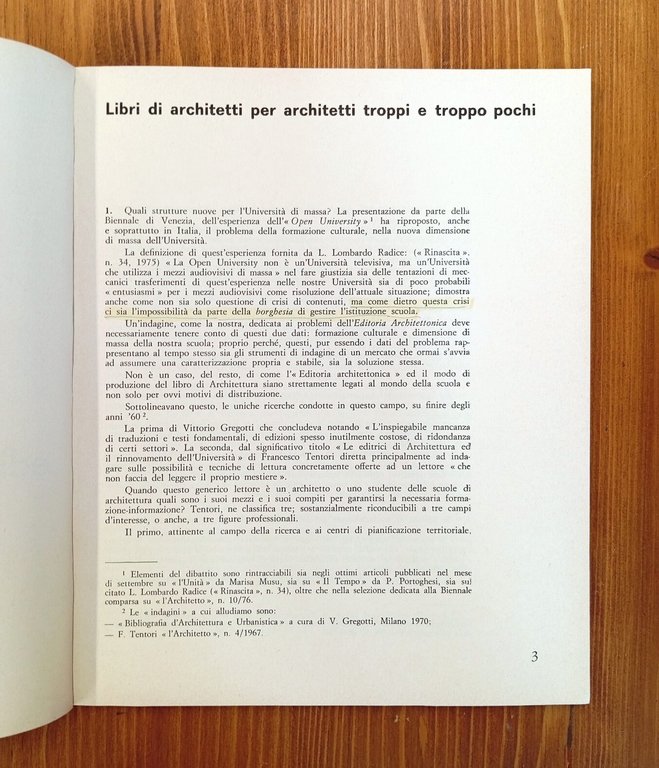 Libri di architetti per architetti troppi e troppo pochi
1. Quali strutture nuove per l'Università di massa? La presentazione da parte della
Biennale di Venezia, dell'esperienza dell'« Open University » ¹ ha riproposto, anche
e soprattutto in Italia, il problema della formazione culturale, nella nuova dimensione
di massa dell'Università.
La definizione di quest'esperienza fornita da L. Lombardo Radice: (« Rinascita ».
n. 34, 1975) « La Open University non è un'Università televisiva, ma un'Università
che utilizza i mezzi audiovisivi di massa » nel fare giustizia sia delle tentazioni di mec-
canici trasferimenti di quest'esperienza nelle nostre Università sia di poco probabili
« entusiasmi » per i mezzi audiovisivi come risoluzione dell'attuale situazione; dimostra
anche come non sia solo questione di crisi di contenuti, ma come dietro questa crisi
ci sia l'impossibilità da parte della borghesia di gestire l'istituzione scuola.
Un'indagine, come la nostra, dedicata ai problemi dell'Editoria Architettonica deve
necessariamente tenere conto di questi due dati: formazione culturale e dimensione di
massa della nostra scuola; proprio perché, questi, pur essendo i dati del problema rap-
presentano al tempo stesso sia gli strumenti di indagine di un mercato che ormai s'avvia
ad assumere una caratterizzazione propria e stabile, sia la soluzione stessa.
Non è un caso, del resto, di come l'« Editoria architettonica » ed il modo di
produzione del libro di Architettura siano strettamente legati al mondo della scuola e
non solo per ovvi motivi di distribuzione.
Sottolineavano questo, le uniche ricerche condotte in questo campo, su finire degli
anni '60 ².
La prima di Vittorio Gregotti che concludeva notando « L'inspiegabile mancanza
di traduzioni e testi fondamentali, di edizioni spesso inutilmente costose, di ridondanza
di certi settori ». La seconda, dal significativo titolo « Le editrici di Architettura ed
il rinnovamento dell'Università » di Francesco Tentori diretta principalmente ad inda-
gare sulle possibilità e tecniche di lettura concretamente offerte ad un lettore « che
non faccia del leggere il proprio mestiere ».
Quando questo generico lettore è un architetto o uno studente delle scuole di
architettura quali sono i suoi mezzi e i suoi compiti per garantirsi la necessaria forma-
zione-informazione? Tentori, ne classifica tre; sostanzialmente riconducibili a tre campi
d'interesse, o anche, a tre figure professionali.
Il primo, attinente al campo della ricerca e ai centri di pianificazione territoriale,
¹ Elementi del dibattito sono rintracciabili sia negli ottimi articoli pubblicati nel mese
di settembre su « l'Unità » da Marisa Musu, sia su « Il Tempo » da P. Portoghesi, sia sul
citato L. Lombardo Radice (« Rinascita », n. 34), oltre che nella selezione dedicata alla Biennale
comparsa su « l'Architetto », n. 10/76.
² Le « indagini » a cui alludiamo sono:
— « Bibliografia d'Architettura e Urbanistica » a cura di V. Gregotti, Milano 1970;
— F. Tentori « l'Architetto », n. 4/1967.
3